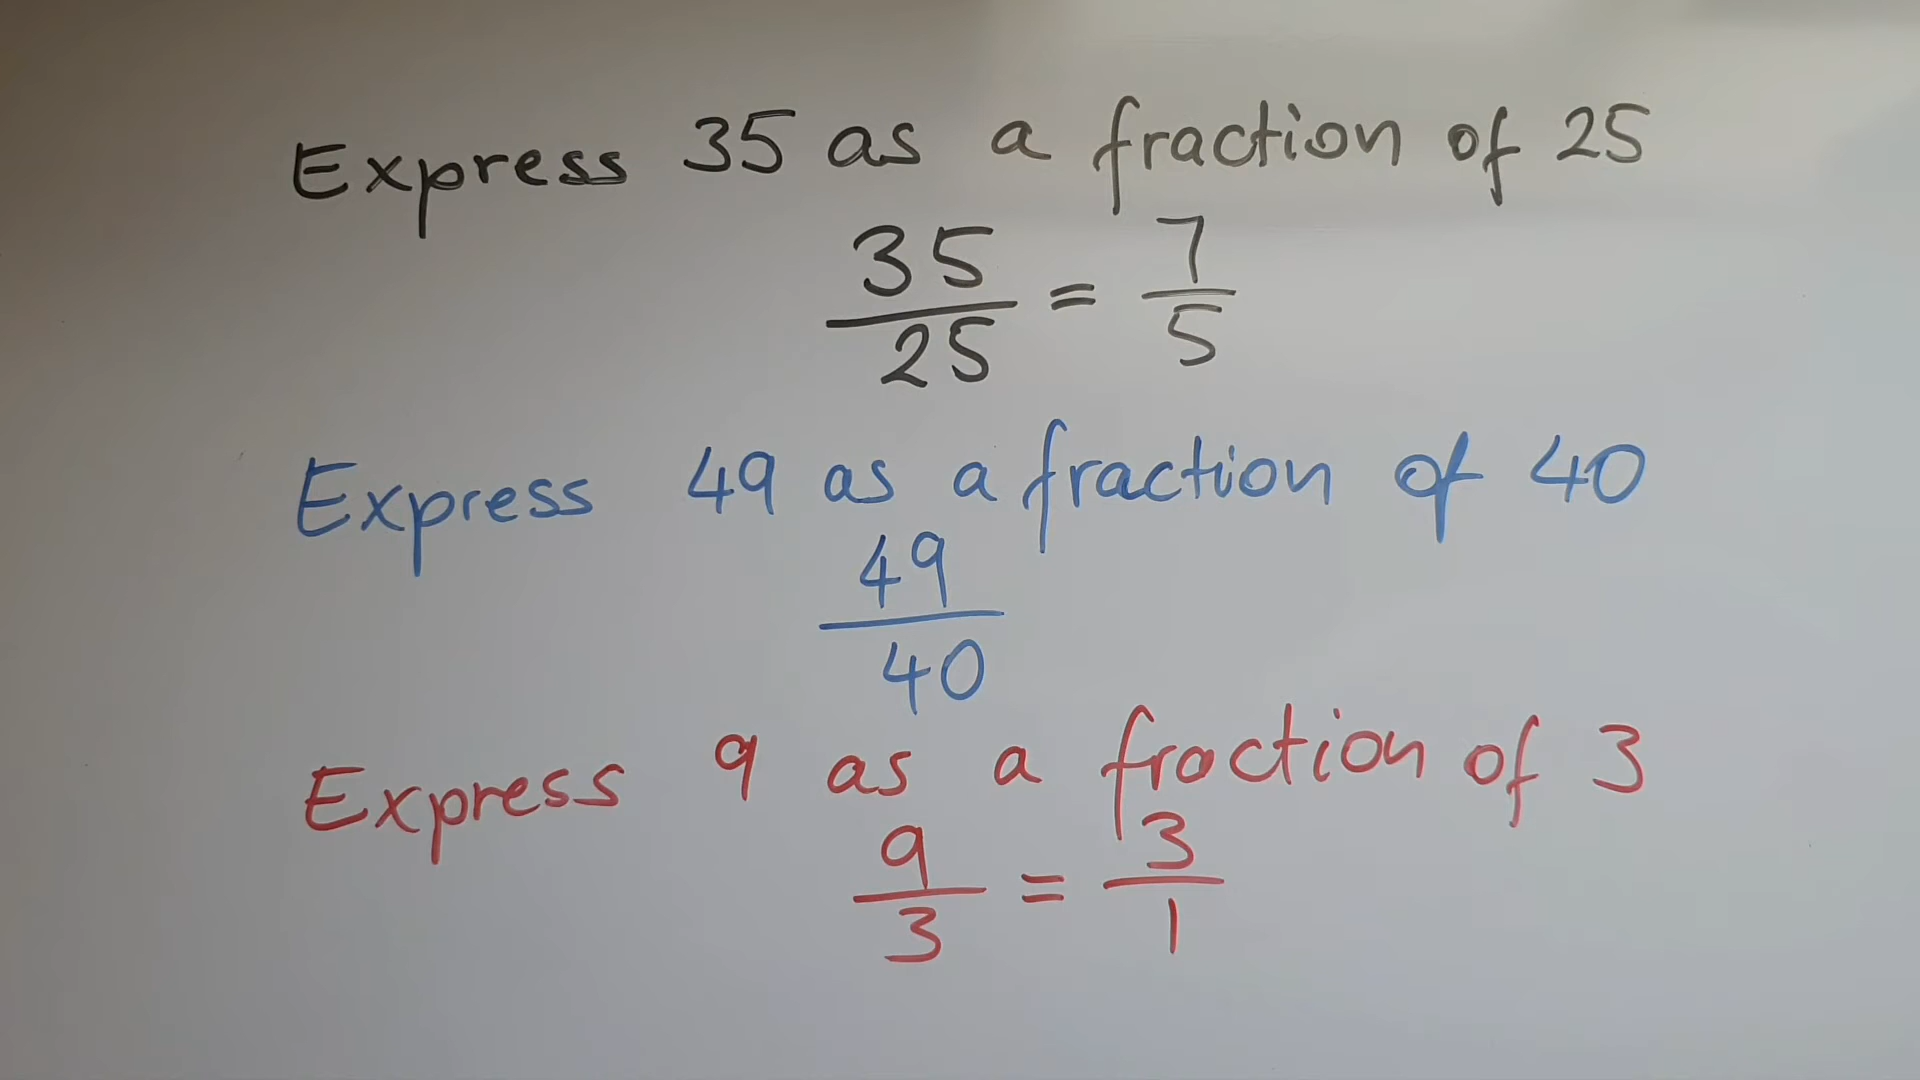 Express 35 as a fraction of 25
35/25 = 7/5
Express 49 as a fraction of 40
49/40
Express 9 as a fraction of 3
9/3 = 3/1